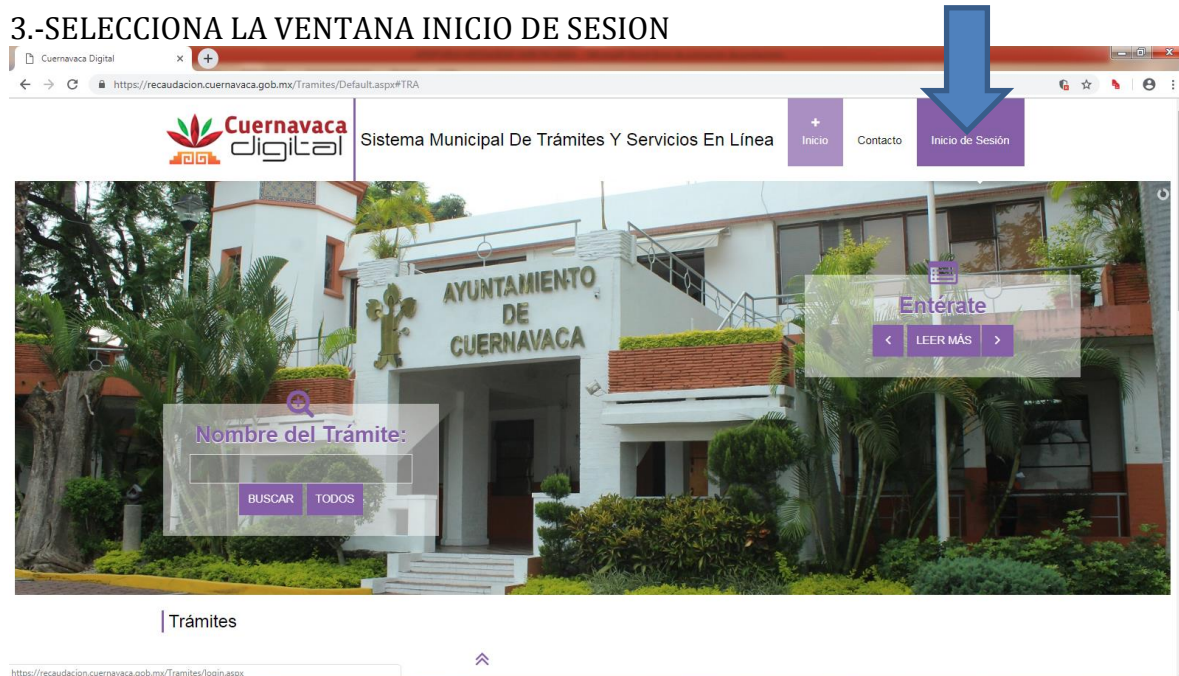 3.-SELECCIONA LA VENTANA INICIO DE SESION
Cuernavaca Digital
https://recaudacion.cuernavaca.gob.mx/Tramites/Default.aspx#TRA
Cuernavaca
digital
Sistema Municipal De Trámites Y Servicios En Línea
Inicio
Contacto
Inicio de Sesión
AYUNTAMIENTO
DE
CUERNAVACA
Entérate
LEER MÁS
Nombre del Trámite:
BUSCAR TODOS
Trámites
https://recaudacion.cuernavaca.gob.mx/Tramites/login.aspx